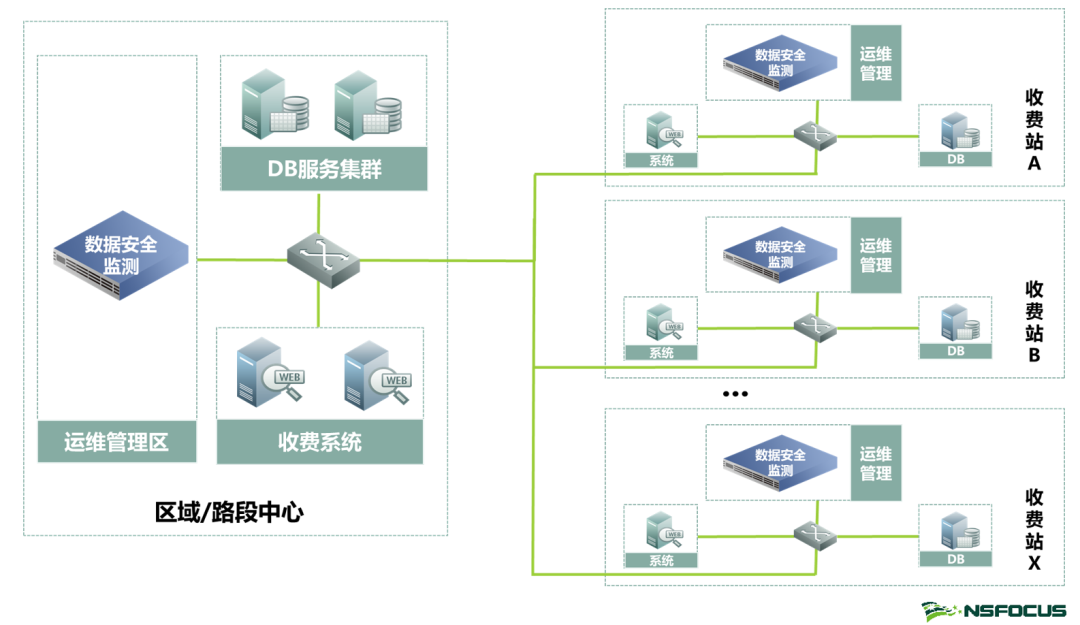 DB服务集群
数据安全
监测
WEB
WEB
运维管理区
收费系统
区域/路段中心
数据安全
监测
运维
管理
WEB
系统
DB
收费站A
数据安全
监测
运维
管理
WEB
系统
DB
收费站B
•••
数据安全
监测
运维
管理
WEB
系统
DB
收费站X
NSFOCUS